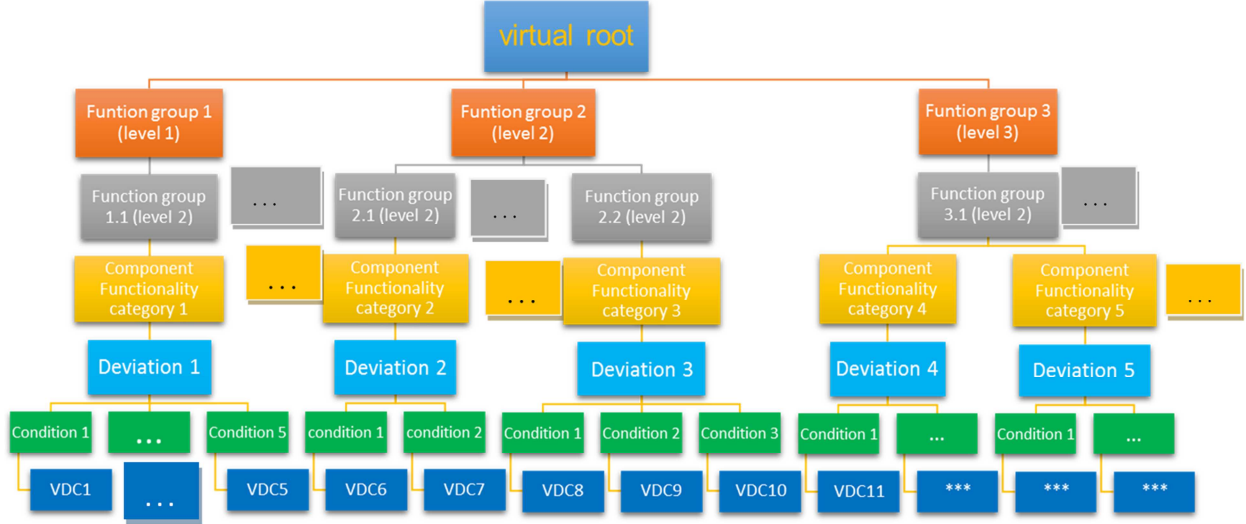 virtual root
Funtion group 1
(level 1)
Funtion group 2
(level 2)
Funtion group 3
(level 3)
Function group
1.1 (level 2)
...
Function group
2.1 (level 2)
...
Function group
2.2 (level 2)
Function group
3.1 (level 2)
...
Component
Functionality
category 1
...
Component
Functionality
category 2
...
Component
Functionality
category 3
Component
Functionality
category 4
Component
Functionality
category 5
...
Deviation 1
Deviation 2
Deviation 3
Deviation 4
Deviation 5
Condition 1
...
Condition 5
condition 1
condition 2
Condition 1
Condition 2
Condition 3
Condition 1
...
Condition 1
...
VDC1
...
VDC5
VDC6
VDC7
VDC8
VDC9
VDC10
VDC11
***
***
***